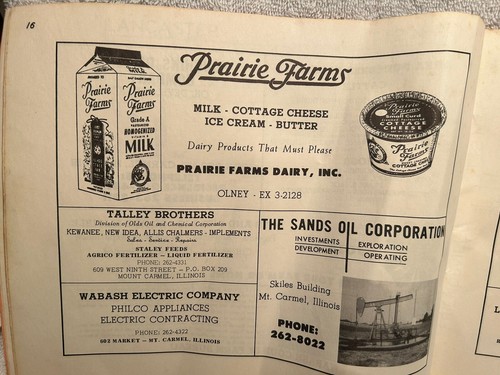 16
Prairie Farms
MILK - COTTAGE CHEESE
ICE CREAM - BUTTER
Dairy Products That Must Please
PRAIRIE FARMS DAIRY, INC.
OLNEY - EX 3-2128
Prairie Farms
Prairie Farms
Grade A
HOMOGENIZED
MILK
Small Curd
COTTAGE CHEESE
Prairie Farms
TALLEY BROTHERS
Division of Olds Oil and Chemical Corporation
KEWANEE, NEW IDEA, ALLIS CHALMERS - IMPLEMENTS
Sales - Service - Repairs
STALEY FEEDS
AGRICO FERTILIZER — LIQUID FERTILIZER
PHONE: 262-4331
609 WEST NINTH STREET — P.O. BOX 209
MOUNT CARMEL, ILLINOIS
WABASH ELECTRIC COMPANY
PHILCO APPLIANCES
ELECTRIC CONTRACTING
PHONE: 262-4322
602 MARKET — MT. CARMEL, ILLINOIS
THE SANDS OIL CORPORATION
INVESTMENTS EXPLORATION
DEVELOPMENT OPERATING
Skiles Building
Mt. Carmel, Illinois
PHONE:
262-8022